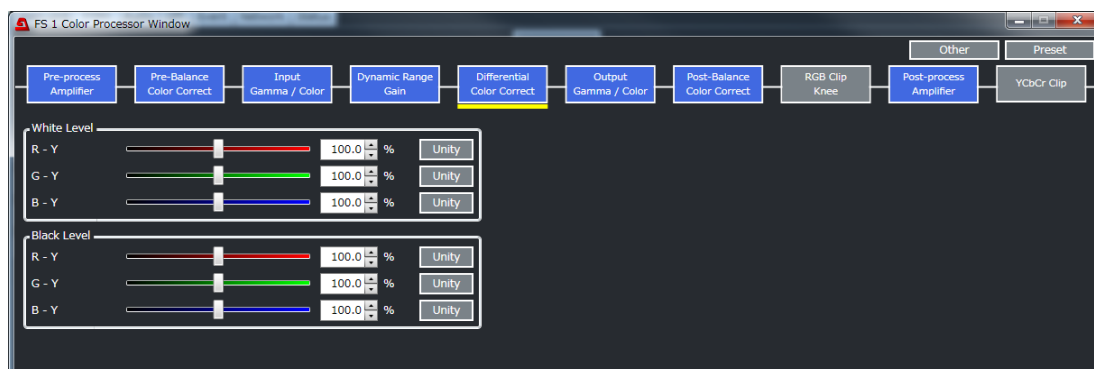 FS 1 Color Processor Window
Other
Preset
Pre-process
Amplifier
Pre-Balance
Color Correct
Input
Gamma / Color
Dynamic Range
Gain
Differential
Color Correct
Output
Gamma / Color
Post-Balance
Color Correct
RGB Clip
Knee
Post-process
Amplifier
YCbCr Clip
White Level
R - Y 100.0 % Unity
G - Y 100.0 % Unity
B - Y 100.0 % Unity
Black Level
R - Y 100.0 % Unity
G - Y 100.0 % Unity
B - Y 100.0 % Unity